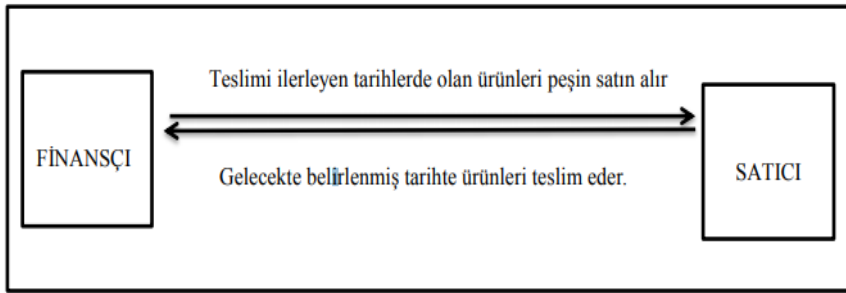 Teslimi ilerleyen tarihlerde olan ürünleri peşin satın alır
FİNANSÇI
SATICI
Gelecekte belirlenmiş tarihte ürünleri teslim eder.